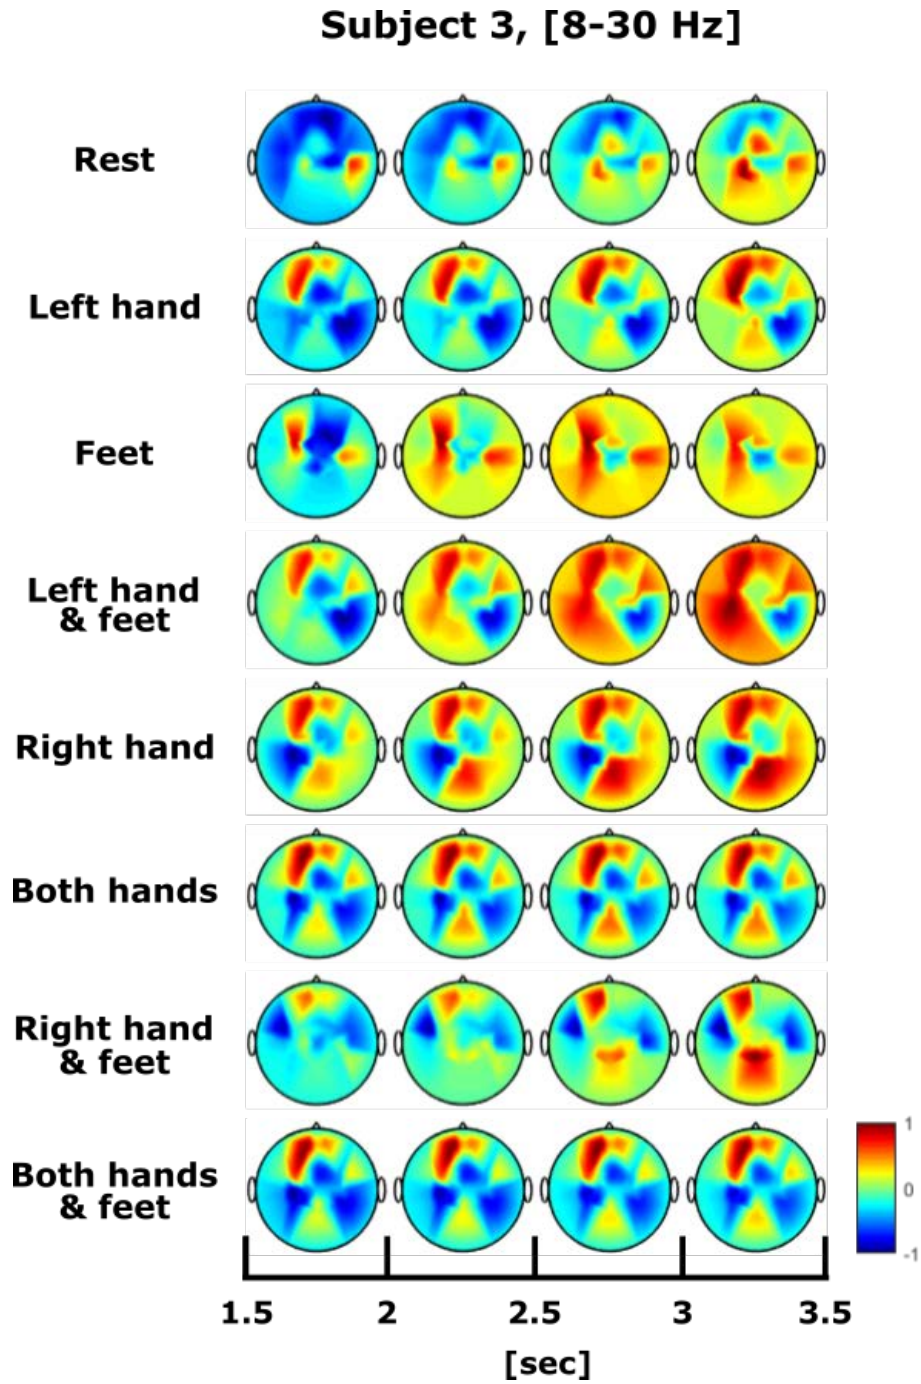 Subject 3, [8-30 Hz]
Rest
Left hand
Feet
Left hand
& feet
Right hand
Both hands
Right hand
& feet
Both hands
& feet
1
0
-1
1.5 2 2.5 3 3.5
[sec]